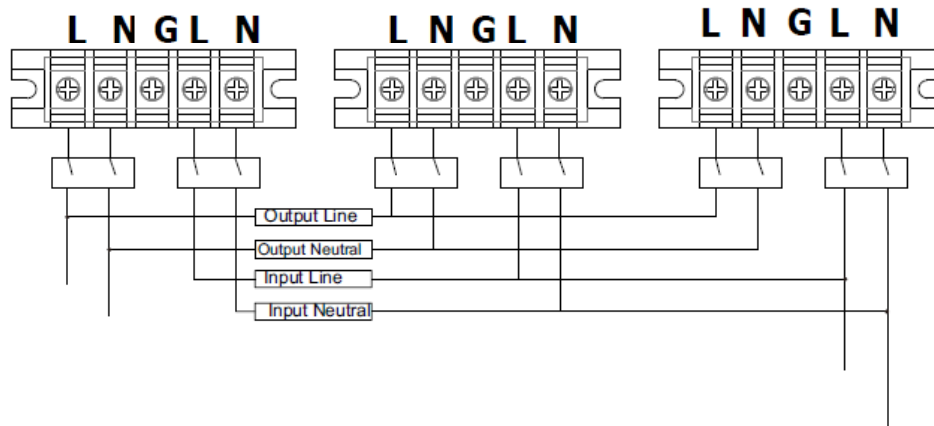 L N G L N
L N G L N
L N G L N
Output Line
Output Neutral
Input Line
Input Neutral